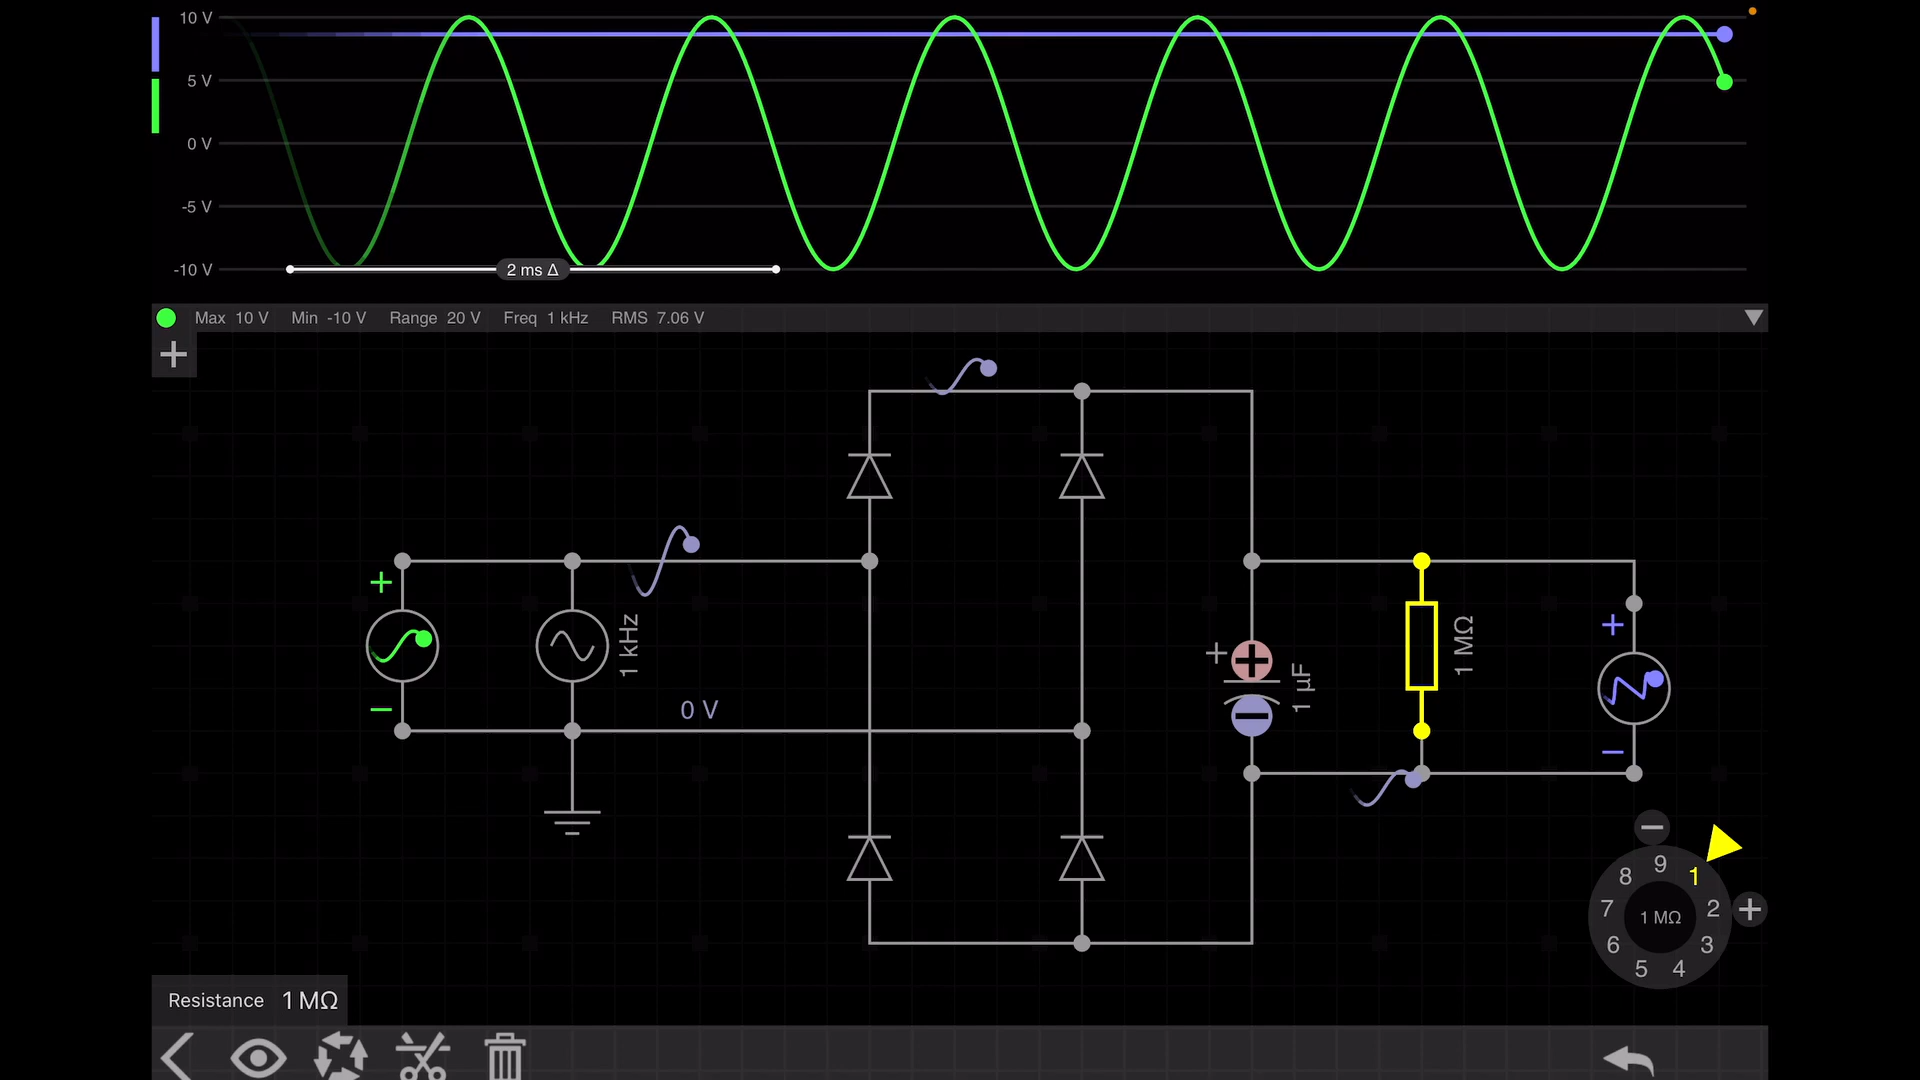 10 V
5 V
0 V
-5 V
-10 V
2 ms Δ
Max 10 V Min -10 V Range 20 V Freq 1 kHz RMS 7.06 V
+
+
−
1 kHz
0 V
+
1 µF
1 MΩ
+
−
−
9
8
1
7
1 MΩ
2
+
6
3
5
4
Resistance 1 MΩ